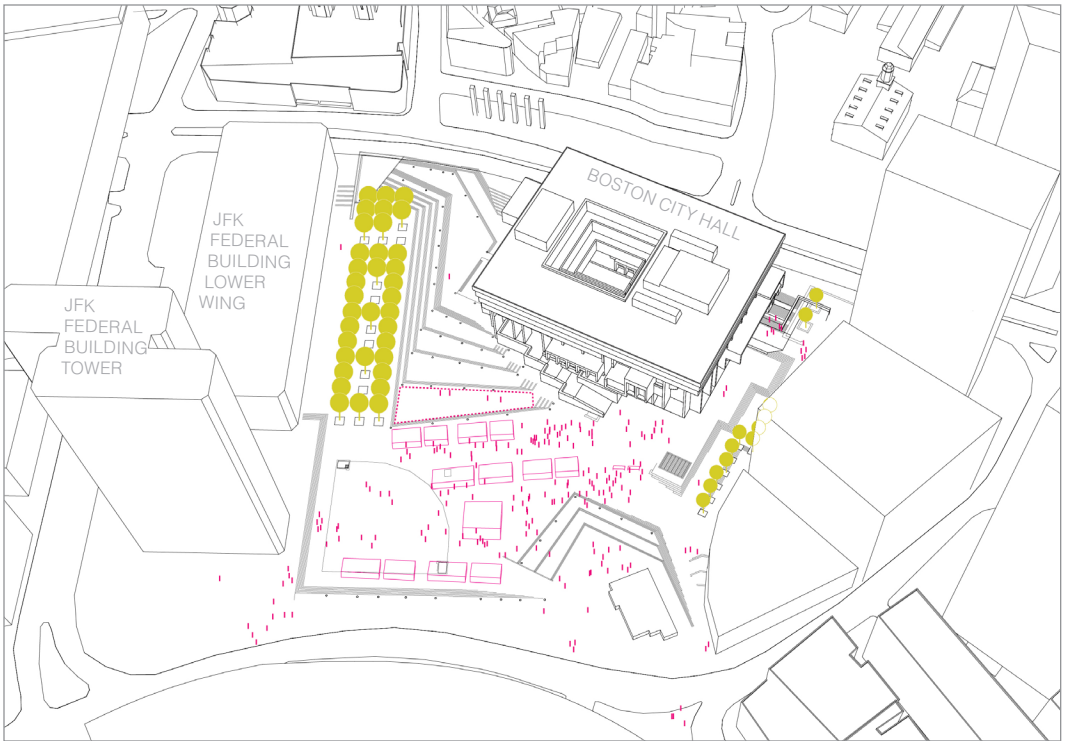 BOSTON CITY HALL
JFK
FEDERAL
BUILDING
LOWER
WING
JFK
FEDERAL
BUILDING
TOWER